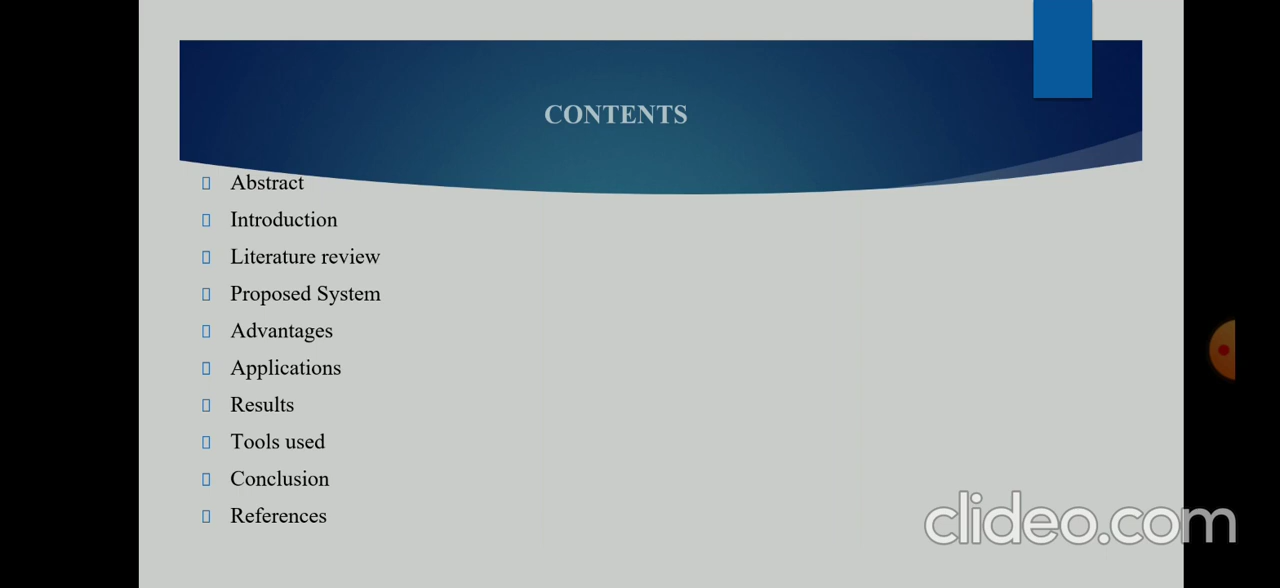 CONTENTS
Abstract
Introduction
Literature review
Proposed System
Advantages
Applications
Results
Tools used
Conclusion
References
clideo.com